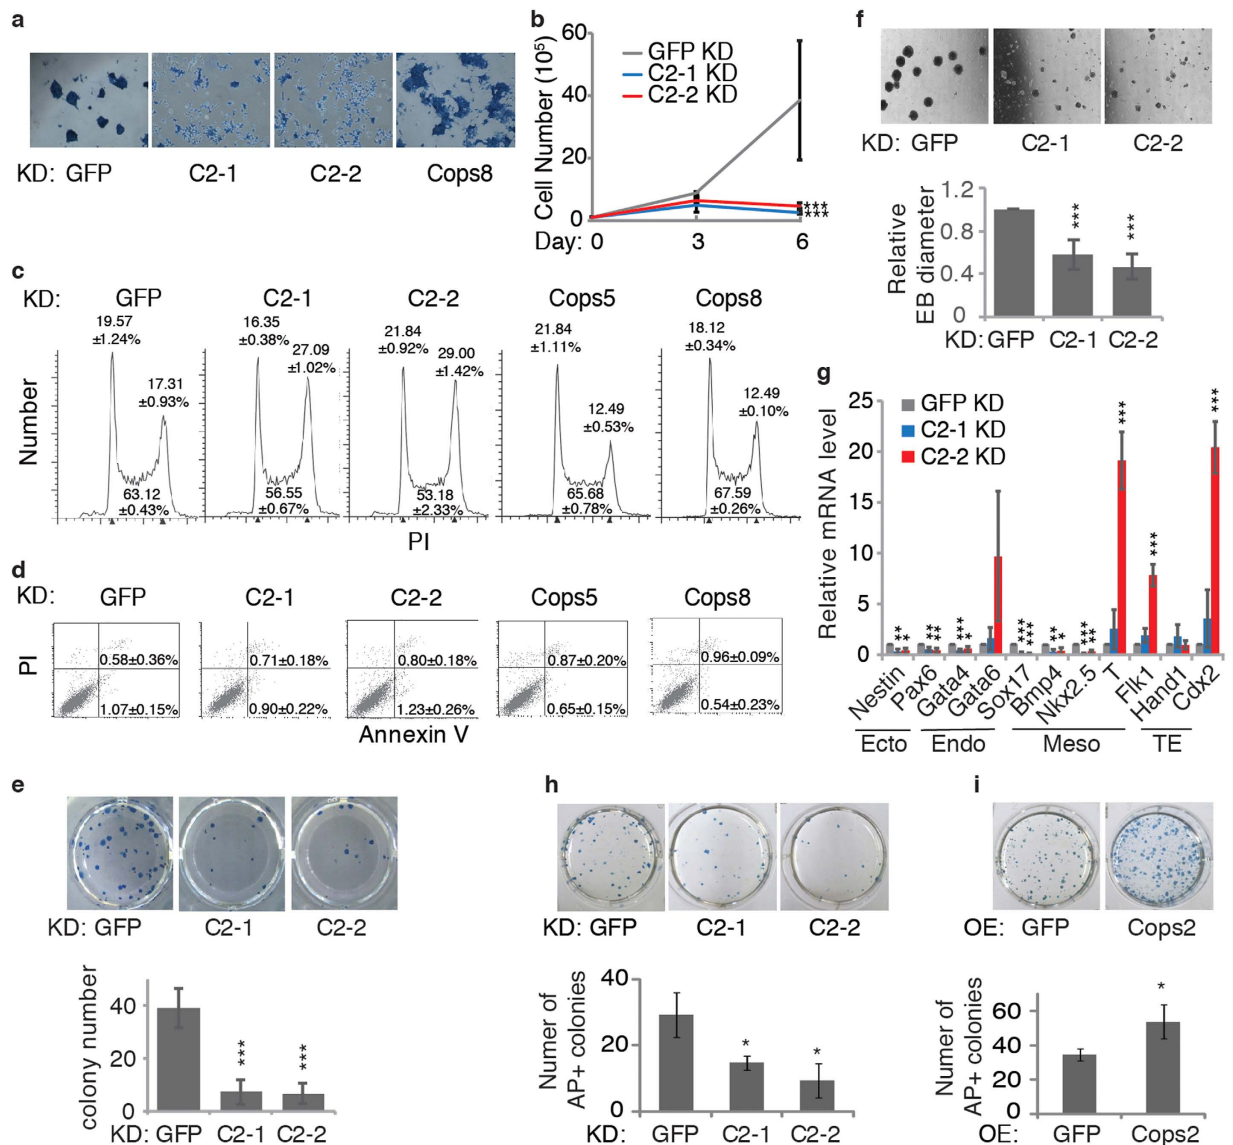 a
KD: GFP C2-1 C2-2 Cops8
b
Cell Number (10⁵)
60
40
20
0
GFP KD
C2-1 KD
C2-2 KD
***
***
Day: 0 3 6
c
KD: GFP C2-1 C2-2 Cops5 Cops8
Number
19.57
±1.24%
17.31
±0.93%
63.12
±0.43%
16.35
±0.38%
27.09
±1.02%
56.55
±0.67%
21.84
±0.92%
29.00
±1.42%
53.18
±2.33%
21.84
±1.11%
12.49
±0.53%
65.68
±0.78%
18.12
±0.34%
12.49
±0.10%
67.59
±0.26%
PI
d
KD: GFP C2-1 C2-2 Cops5 Cops8
PI
0.58±0.36% 0.71±0.18% 0.80±0.18% 0.87±0.20% 0.96±0.09%
1.07±0.15% 0.90±0.22% 1.23±0.26% 0.65±0.15% 0.54±0.23%
Annexin V
e
KD: GFP C2-1 C2-2
colony number
40
20
0
***
***
KD: GFP C2-1 C2-2
f
KD: GFP C2-1 C2-2
Relative
EB diameter
1.2
0.8
0.4
0
***
***
KD: GFP C2-1 C2-2
g
Relative mRNA level
25
20
15
10
5
0
GFP KD
C2-1 KD
C2-2 KD
** * ** ** *** * *** *** ** * *** ** *** *** ***
Nestin Pax6 Gata4 Gata6 Sox17 Bmp4 Nkx2.5 T Flk1 Hand1 Cdx2
Ecto Endo Meso TE
h
KD: GFP C2-1 C2-2
Numer of
AP+ colonies
40
20
0
*
*
KD: GFP C2-1 C2-2
i
OE: GFP Cops2
Numer of
AP+ colonies
60
40
20
0
*
OE: GFP Cops2